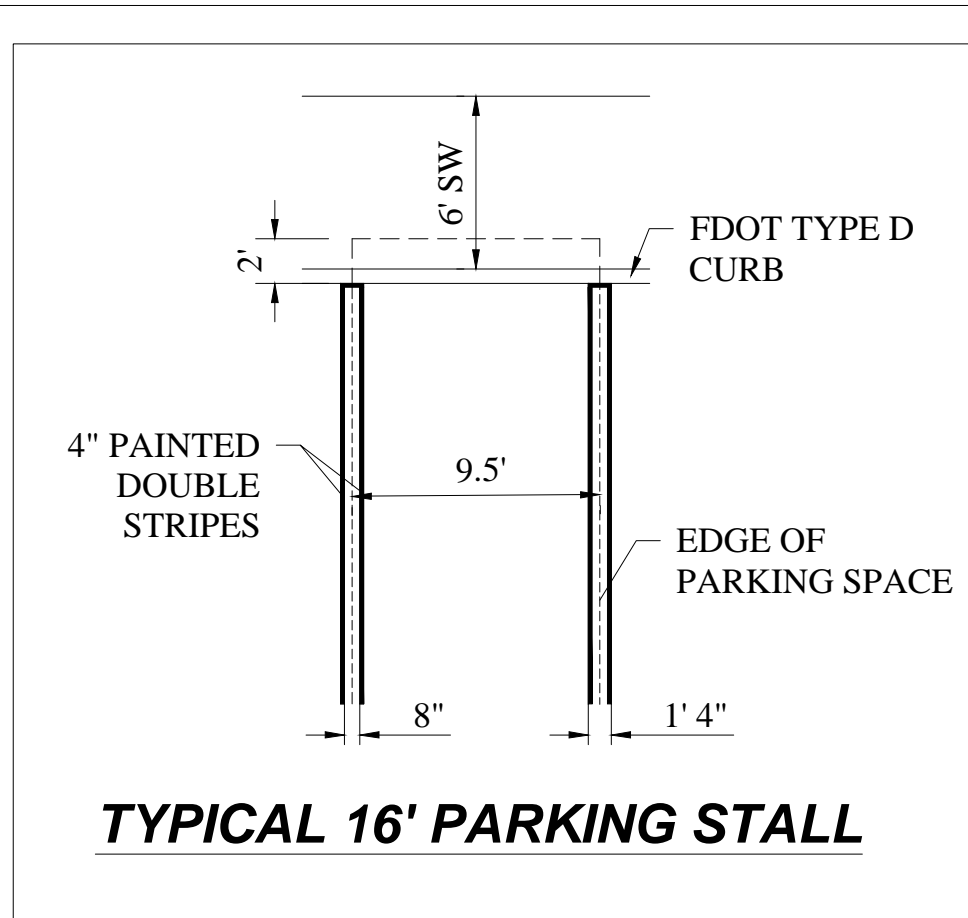 6' SW
FDOT TYPE D
CURB
2'
4" PAINTED
DOUBLE
STRIPES
9.5'
EDGE OF
PARKING SPACE
8"
1' 4"
TYPICAL 16' PARKING STALL